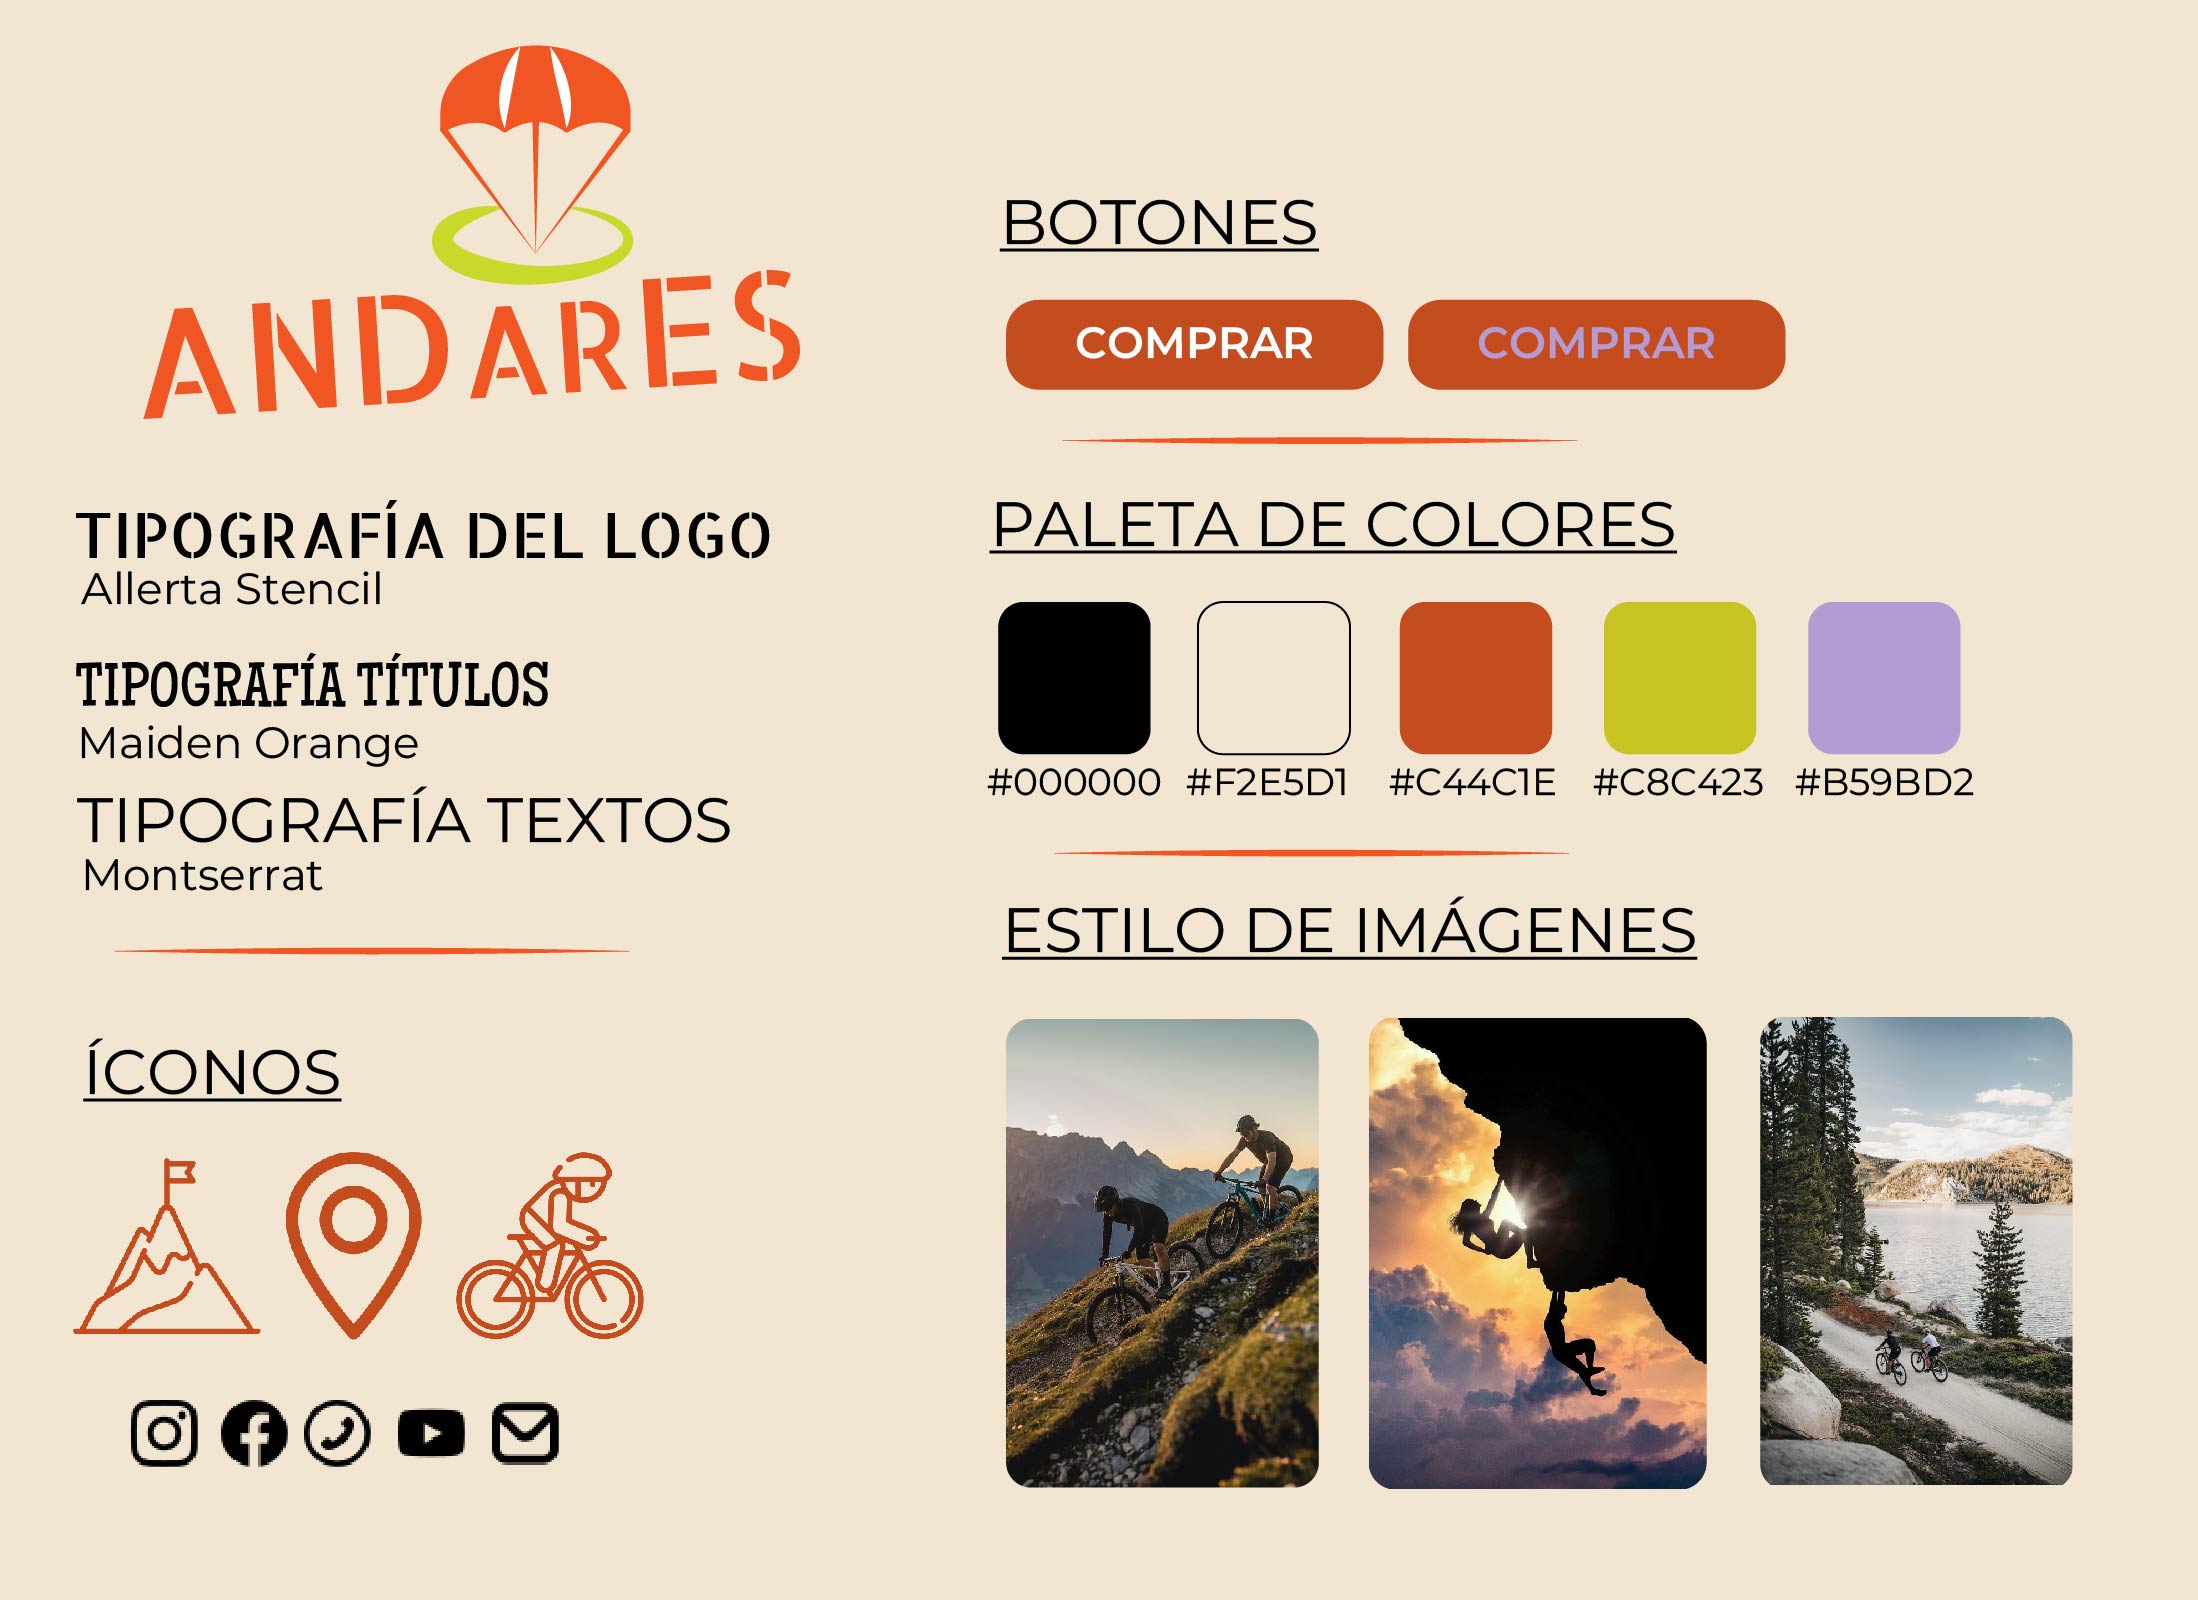 ANDARES
TIPOGRAFÍA DEL LOGO
Allerta Stencil
TIPOGRAFÍA TÍTULOS
Maiden Orange
TIPOGRAFÍA TEXTOS
Montserrat
ÍCONOS
BOTONES
COMPRAR COMPRAR
PALETA DE COLORES
#000000 #F2E5D1 #C44C1E #C8C423 #B59BD2
ESTILO DE IMÁGENES